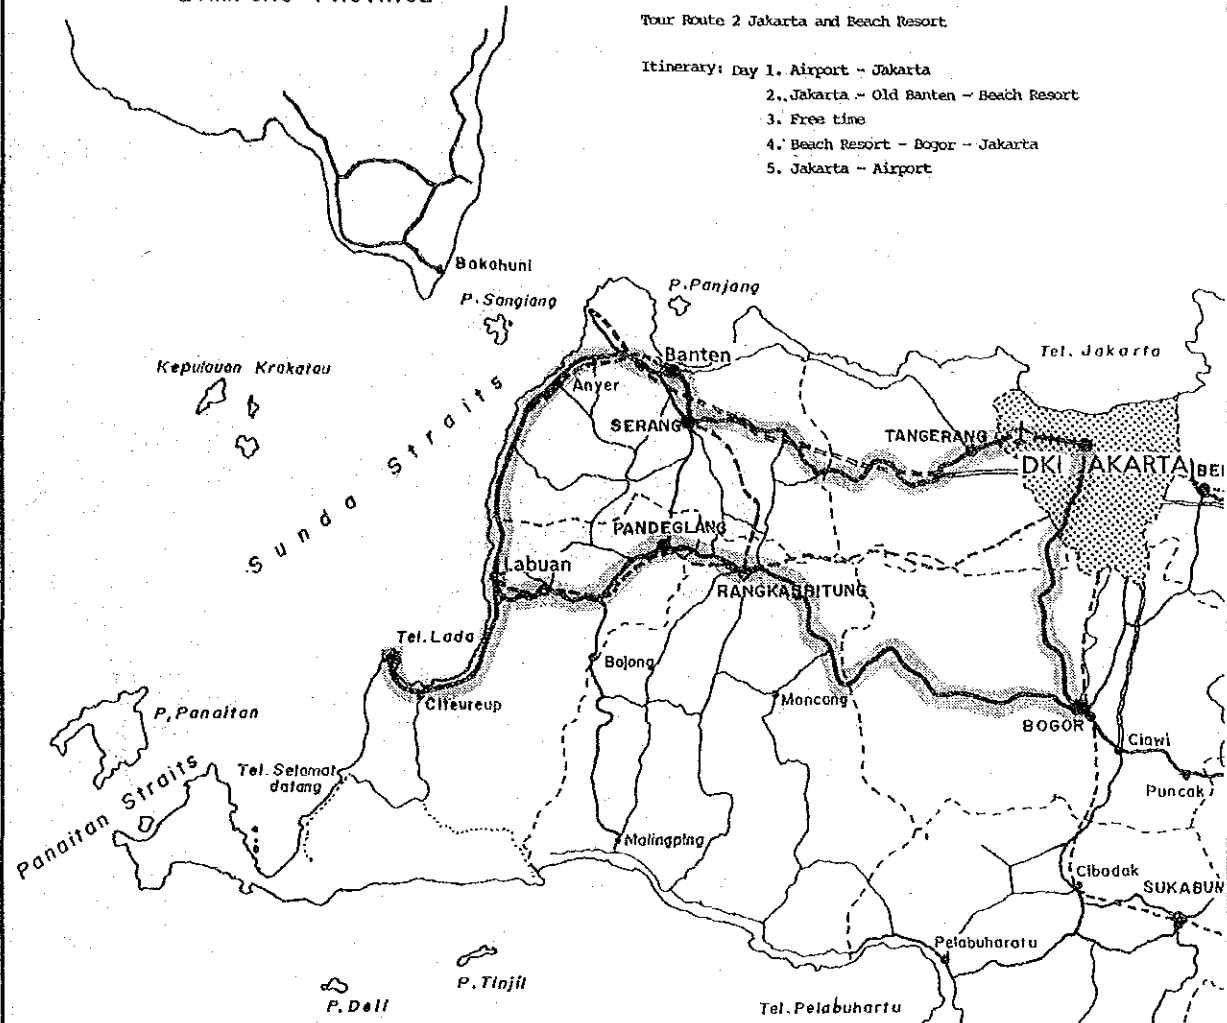 Tour Route 2 Jakarta and Beach Resort
Itinerary: Day 1. Airport - Jakarta
2. Jakarta - Old Banten - Beach Resort
3. Free time
4. Beach Resort - Bogor - Jakarta
5. Jakarta - Airport
Bakahuni
P. Sangiang
P. Panjang
Kepulauan Krakatau
Tel. Jakarta
Banten
Anyer
SERANG
TANGERANG
DKI JAKARTA
BE
Sunda Straits
PANDEGLANG
Labuan
RANGKASBITUNG
Tel. Lada
Bojong
Citeureup
Moncong
P. Panaitan
BOGOR
Ciawi
Tel. Selamat
datang
Puncak
Panaitan Straits
Malingping
Cibadak
SUKABUN
Pelabuharatu
P. Tinjil
P. Deli
Tel. Pelabuhartu